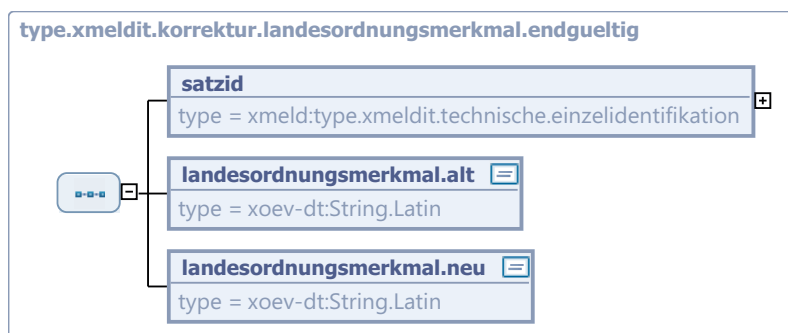 type.xmeldit.korrektur.landesordnungsmerkmal.endgueltig
satzid
type = xmeld:type.xmeldit.technische.einzelidentifikation
landesordnungsmerkmal.alt
type = xoev-dt:String.Latin
landesordnungsmerkmal.neu
type = xoev-dt:String.Latin